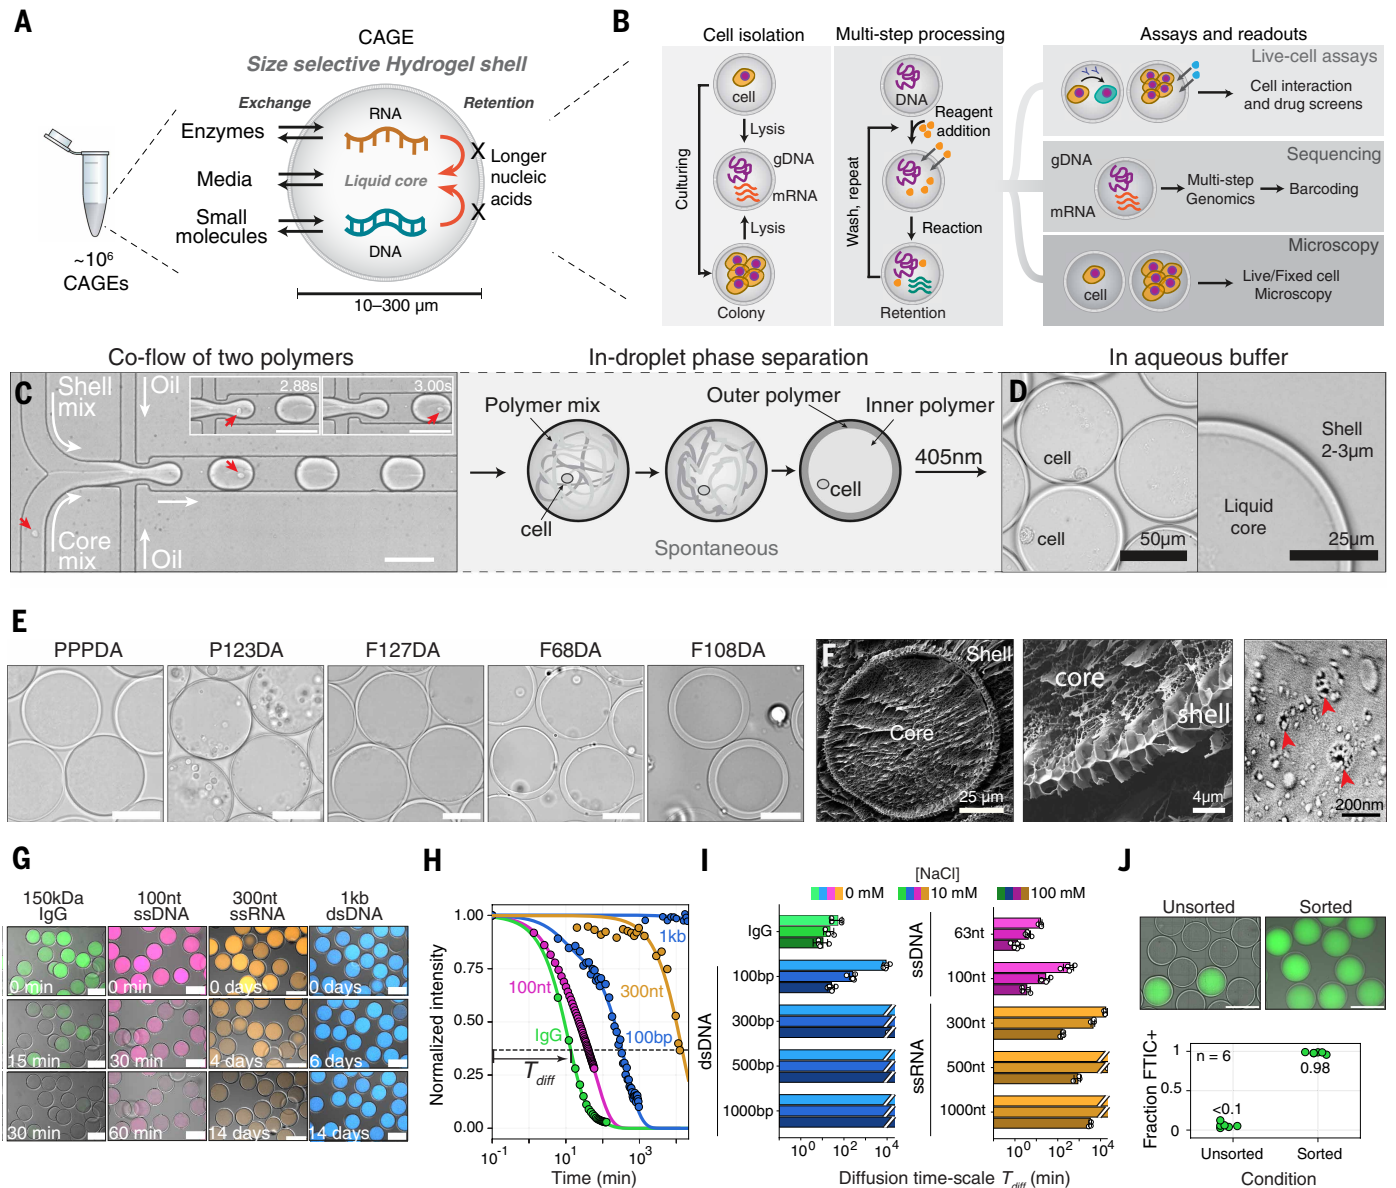 A
CAGE
Size selective Hydrogel shell
Exchange
Retention
Enzymes
Media
Small
molecules
RNA
Liquid core
DNA
X
X
Longer
nucleic
acids
~10⁶
CAGEs
10–300 µm
B
Cell isolation
cell
Lysis
gDNA
mRNA
Lysis
Culturing
Colony
Multi-step processing
DNA
Reagent
addition
Wash, repeat
Reaction
Retention
Assays and readouts
Live-cell assays
Cell interaction
and drug screens
Sequencing
gDNA
mRNA
Multi-step
Genomics
Barcoding
Microscopy
cell
Live/Fixed cell
Microscopy
Co-flow of two polymers
In-droplet phase separation
In aqueous buffer
C
Shell
mix
Oil
2.88s
3.00s
Core
mix
Oil
Polymer mix
Outer polymer
Inner polymer
cell
cell
Spontaneous
405nm
D
cell
cell
50µm
Shell
2-3µm
Liquid
core
25µm
E
PPPDA
P123DA
F127DA
F68DA
F108DA
F
Shell
Core
25 µm
core
shell
4µm
200nm
G
150kDa
IgG
100nt
ssDNA
300nt
ssRNA
1kb
dsDNA
0 min
0 min
0 days
0 days
15 min
30 min
4 days
6 days
30 min
60 min
14 days
14 days
H
Normalized intensity
1.00
0.75
0.50
0.25
0.00
1kb
300nt
100nt
IgG
100bp
T_diff
10⁻¹
10¹
10³
Time (min)
I
[NaCl]
0 mM
10 mM
100 mM
IgG
dsDNA
100bp
300bp
500bp
1000bp
ssDNA
63nt
100nt
ssRNA
300nt
500nt
1000nt
10⁰
10²
10⁴
10⁰
10²
10⁴
Diffusion time-scale T_diff (min)
J
Unsorted
Sorted
Fraction FTIC+
1
0.5
0
n = 6
<0.1
0.98
Unsorted
Sorted
Condition